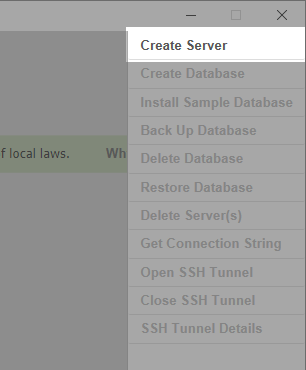 Create Server
Create Database
f local laws. Wh
Install Sample Database
Back Up Database
Delete Database
Restore Database
Delete Server(s)
Get Connection String
Open SSH Tunnel
Close SSH Tunnel
SSH Tunnel Details